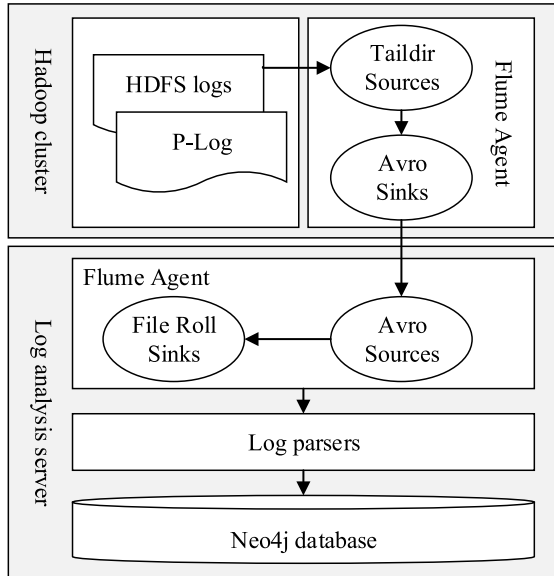 Hadoop cluster
HDFS logs
P-Log
Taildir
Sources
Avro
Sinks
Flume Agent
Log analysis server
Flume Agent
File Roll
Sinks
Avro
Sources
Log parsers
Neo4j database